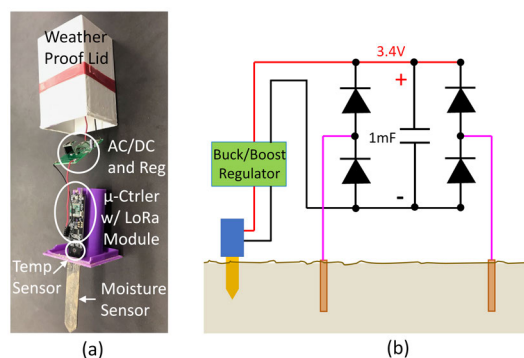 Weather
Proof Lid
AC/DC
and Reg
μ-Ctrler
w/ LoRa
Module
Temp
Sensor
Moisture
Sensor
(a)
3.4V
+
1mF
Buck/Boost
Regulator
-
(b)